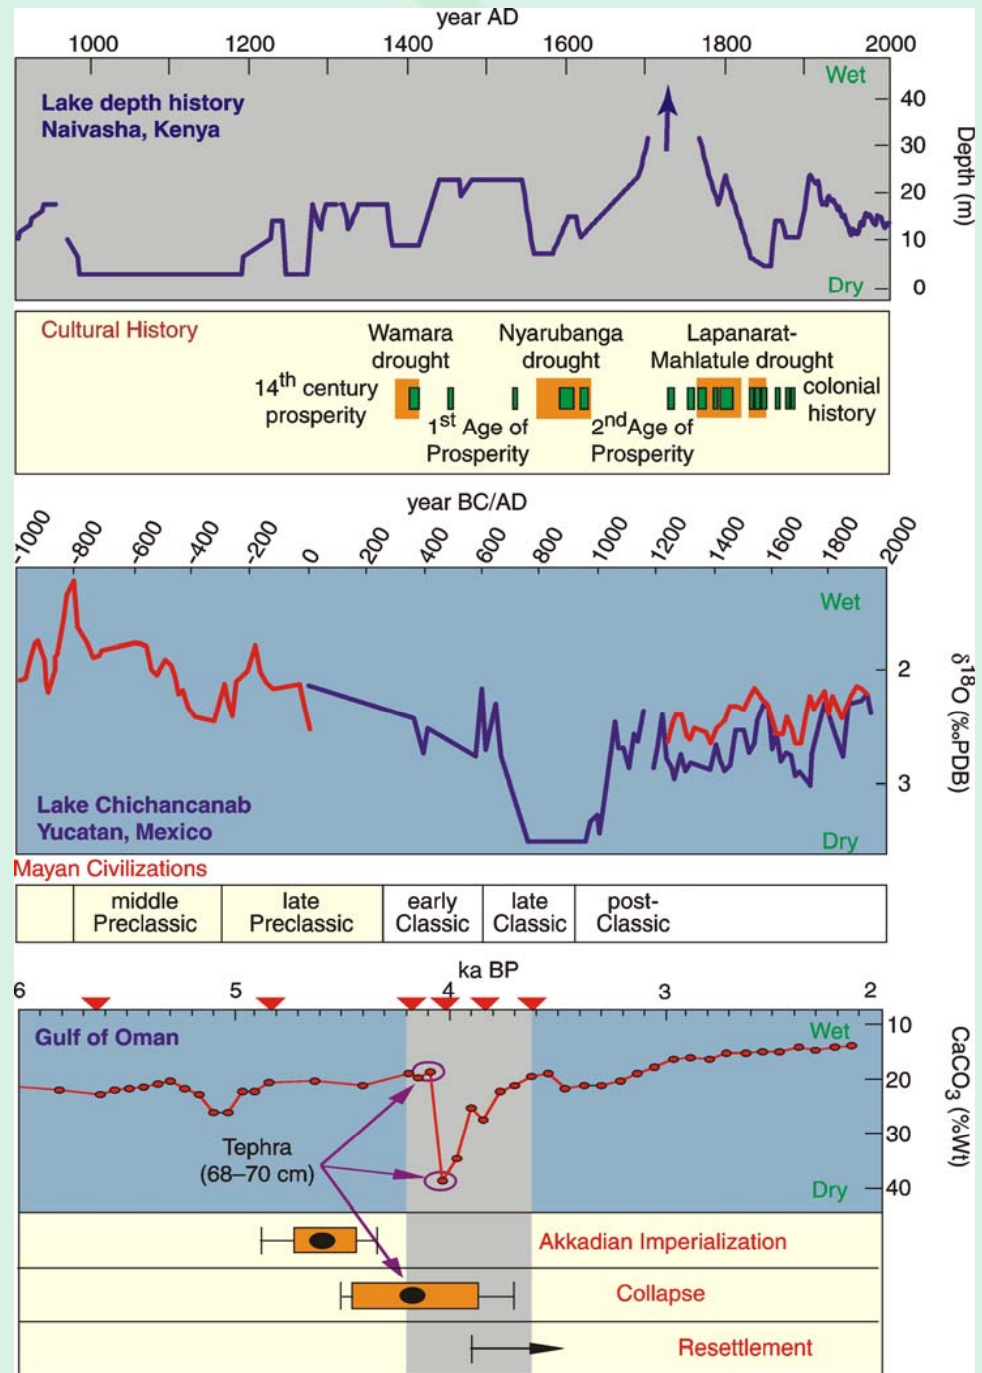 year AD
1000 1200 1400 1600 1800 2000
Wet
Lake depth history
Naivasha, Kenya
40
30
20
10
0
Depth (m)
Dry
Cultural History
Wamara
drought
Nyarubanga
drought
Lapanarat-
Mahlatule drought
14th century
prosperity
colonial
history
1st Age of
Prosperity
2nd Age of
Prosperity
year BC/AD
-1000 -800 -600 -400 -200 0 200 400 600 800 1000 1200 1400 1600 1800 2000
Wet
2
3
δ18O (‰PDB)
Lake Chichancanab
Yucatan, Mexico
Dry
Mayan Civilizations
middle
Preclassic
late
Preclassic
early
Classic
late
Classic
post-
Classic
ka BP
6 5 4 3 2
Gulf of Oman
Wet
10
20
30
40
CaCO3 (%Wt)
Tephra
(68–70 cm)
Dry
Akkadian Imperialization
Collapse
Resettlement